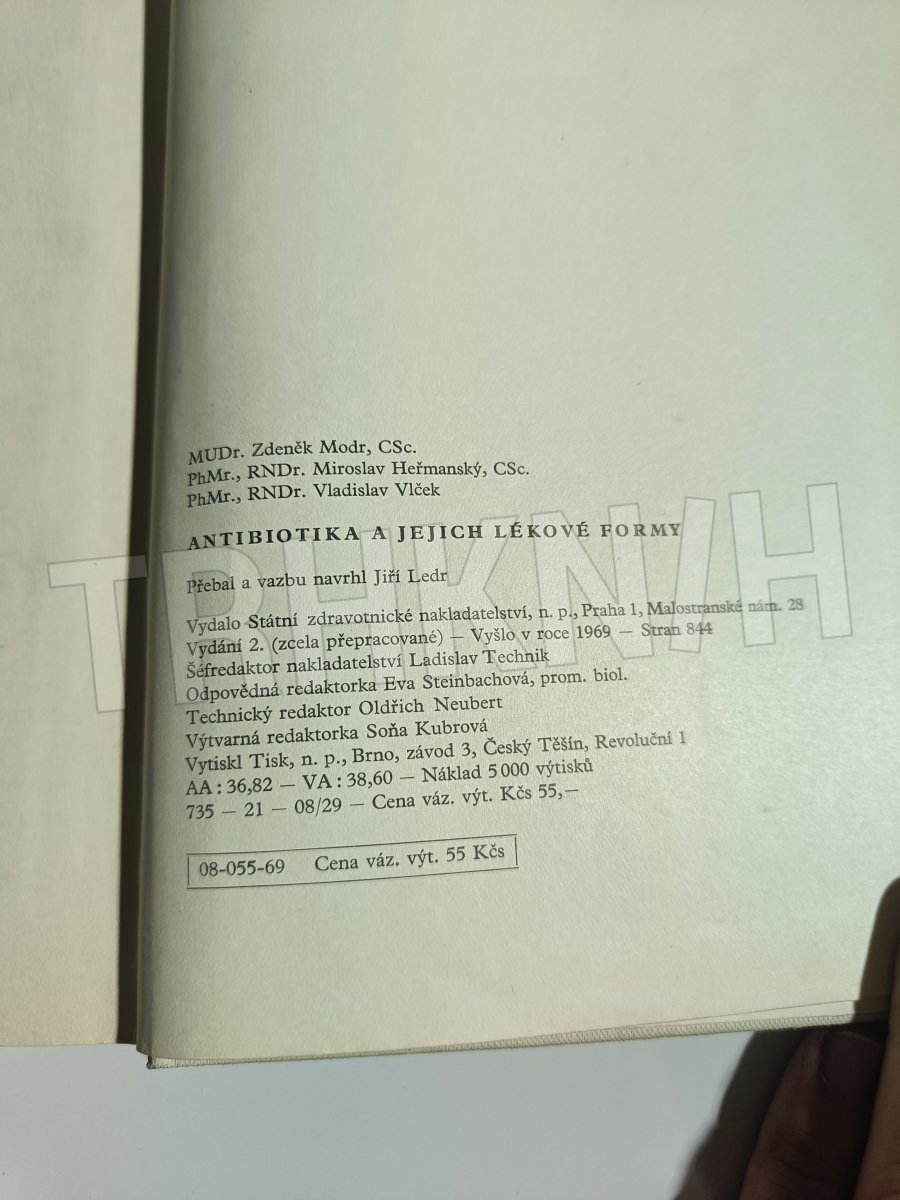 MUDr. Zdeněk Modr, CSc.
PhMr., RNDr. Miroslav Heřmanský, CSc.
PhMr., RNDr. Vladislav Vlček
ANTIBIOTIKA A JEJICH LÉKOVÉ FORMY
Přebal a vazbu navrhl Jiří Ledr
Vydalo Státní zdravotnické nakladatelství, n. p., Praha 1, Malostranské nám. 28
Vydání 2. (zcela přepracované) — Vyšlo v roce 1969 — Stran 844
Šéfredaktor nakladatelství Ladislav Technik
Odpovědná redaktorka Eva Steinbachová, prom. biol.
Technický redaktor Oldřich Neubert
Výtvarná redaktorka Soňa Kubrová
Vytiskl Tisk, n. p., Brno, závod 3, Český Těšín, Revoluční 1
AA : 36,82 — VA : 38,60 — Náklad 5 000 výtisků
735 — 21 — 08/29 — Cena váz. výt. Kčs 55,—
08-055-69 Cena váz. výt. 55 Kčs
TRHKN/H